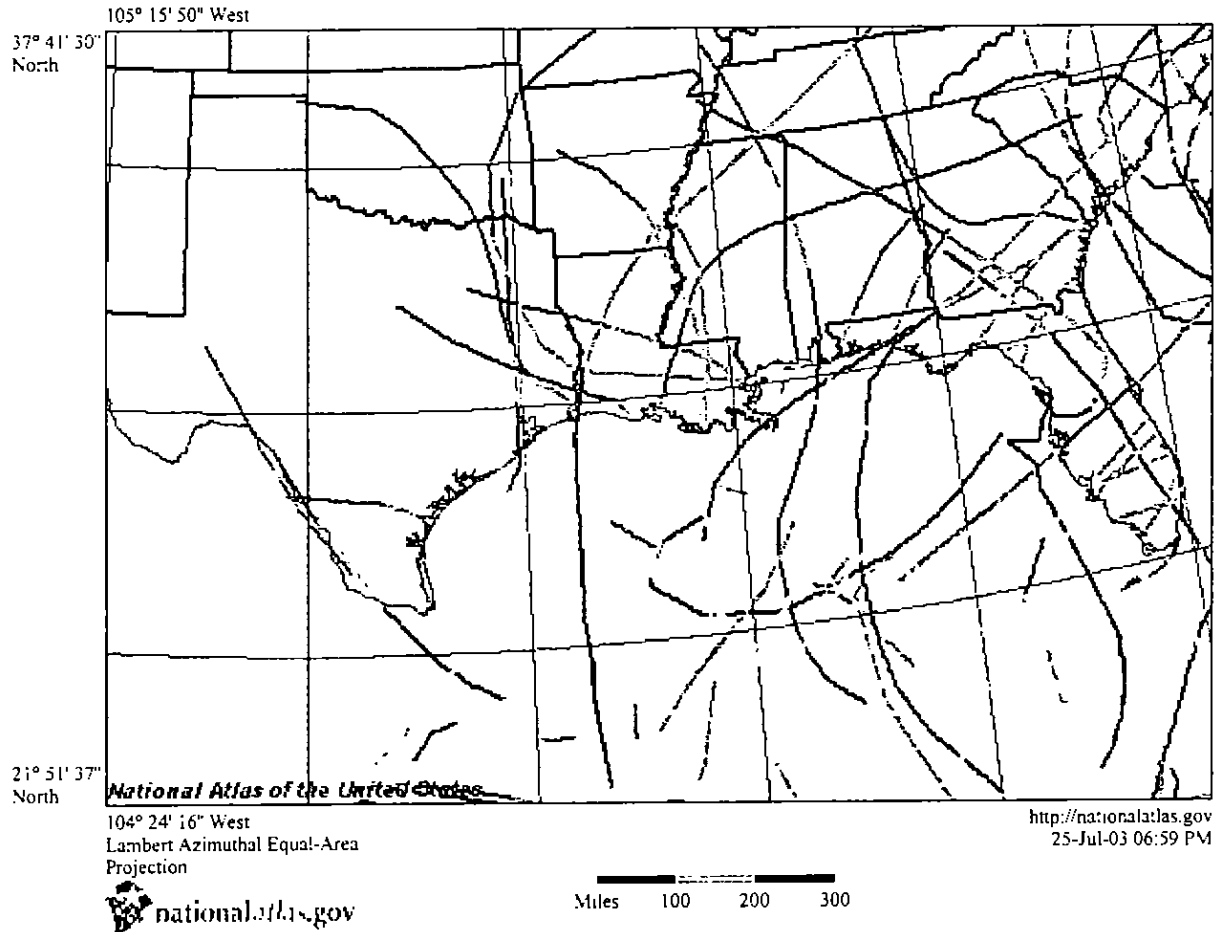 105° 15' 50" West
37° 41' 30"
North
21° 51' 37"
North
National Atlas of the United States
104° 24' 16" West
Lambert Azimuthal Equal-Area
Projection
http://nationalatlas.gov
25-Jul-03 06:59 PM
Miles 100 200 300
nationalatlas.gov